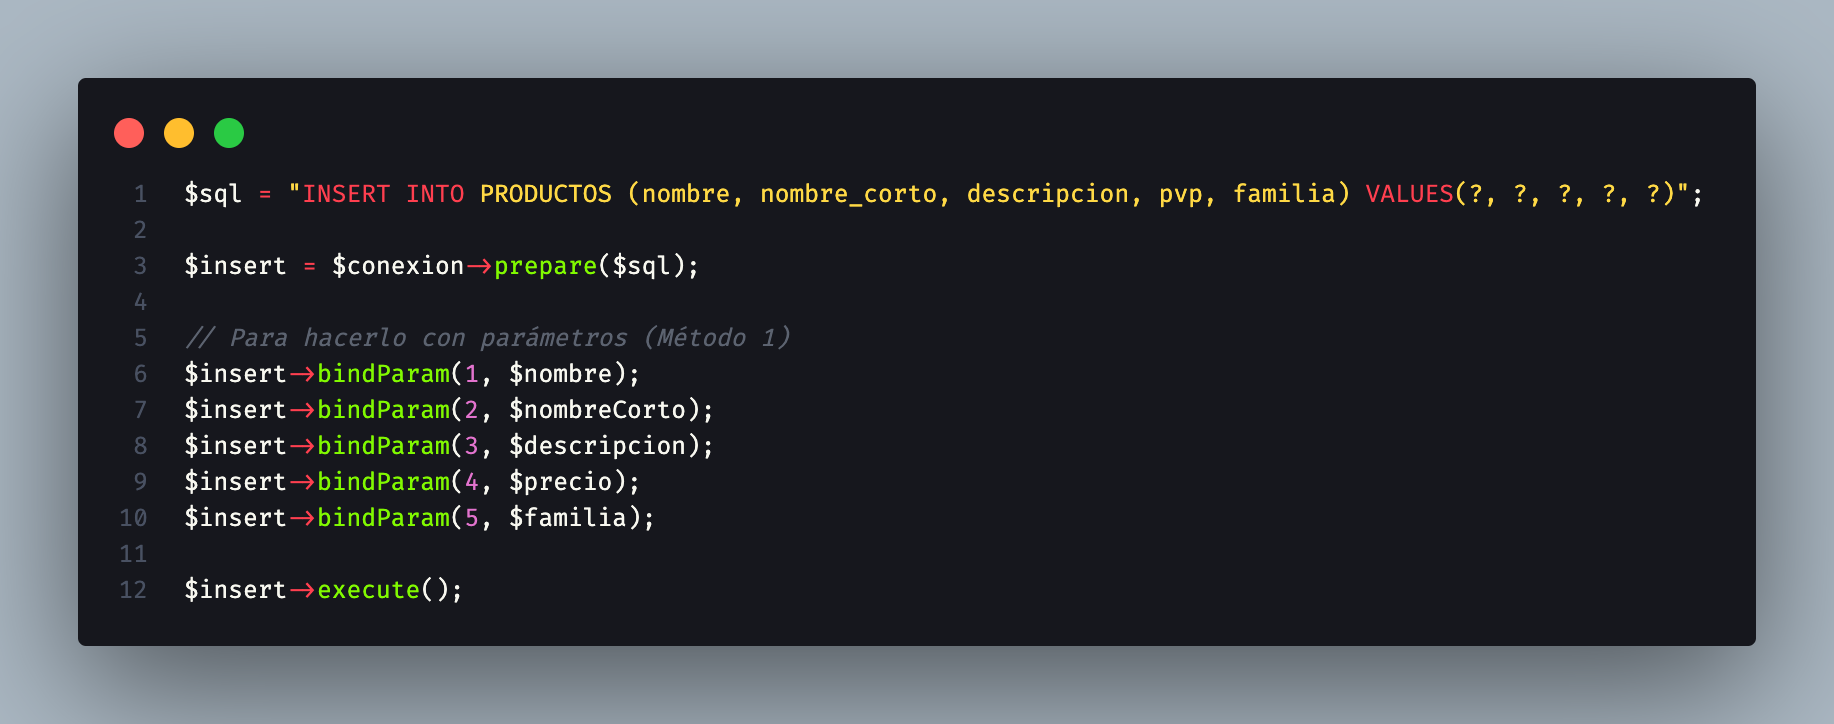 1 $sql = "INSERT INTO PRODUCTOS (nombre, nombre_corto, descripcion, pvp, familia) VALUES(?, ?, ?, ?, ?)";
2
3 $insert = $conexion->prepare($sql);
4
5 // Para hacerlo con parámetros (Método 1)
6 $insert->bindParam(1, $nombre);
7 $insert->bindParam(2, $nombreCorto);
8 $insert->bindParam(3, $descripcion);
9 $insert->bindParam(4, $precio);
10 $insert->bindParam(5, $familia);
11
12 $insert->execute();